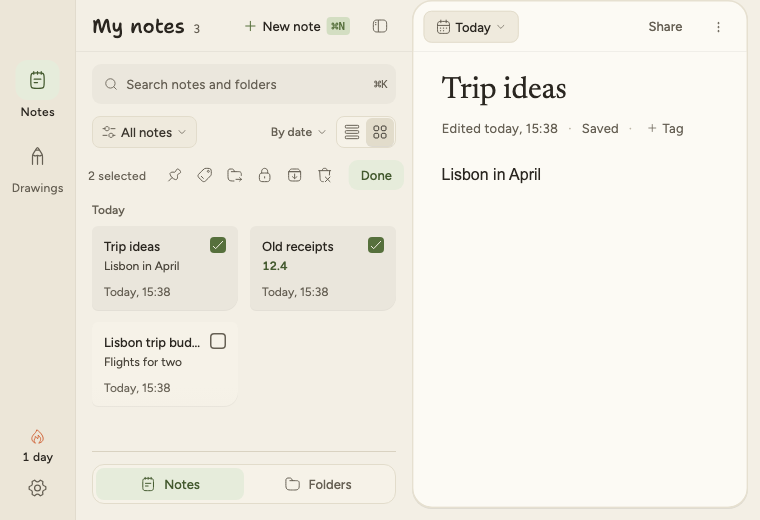 Notes
Drawings
1 day
My notes 3
New note ⌘N
Search notes and folders ⌘K
All notes
By date
2 selected
Done
Today
Trip ideas
Lisbon in April
Today, 15:38
Old receipts
12.4
Today, 15:38
Lisbon trip bud...
Flights for two
Today, 15:38
Notes
Folders
Today
Share
Trip ideas
Edited today, 15:38 · Saved · + Tag
Lisbon in April